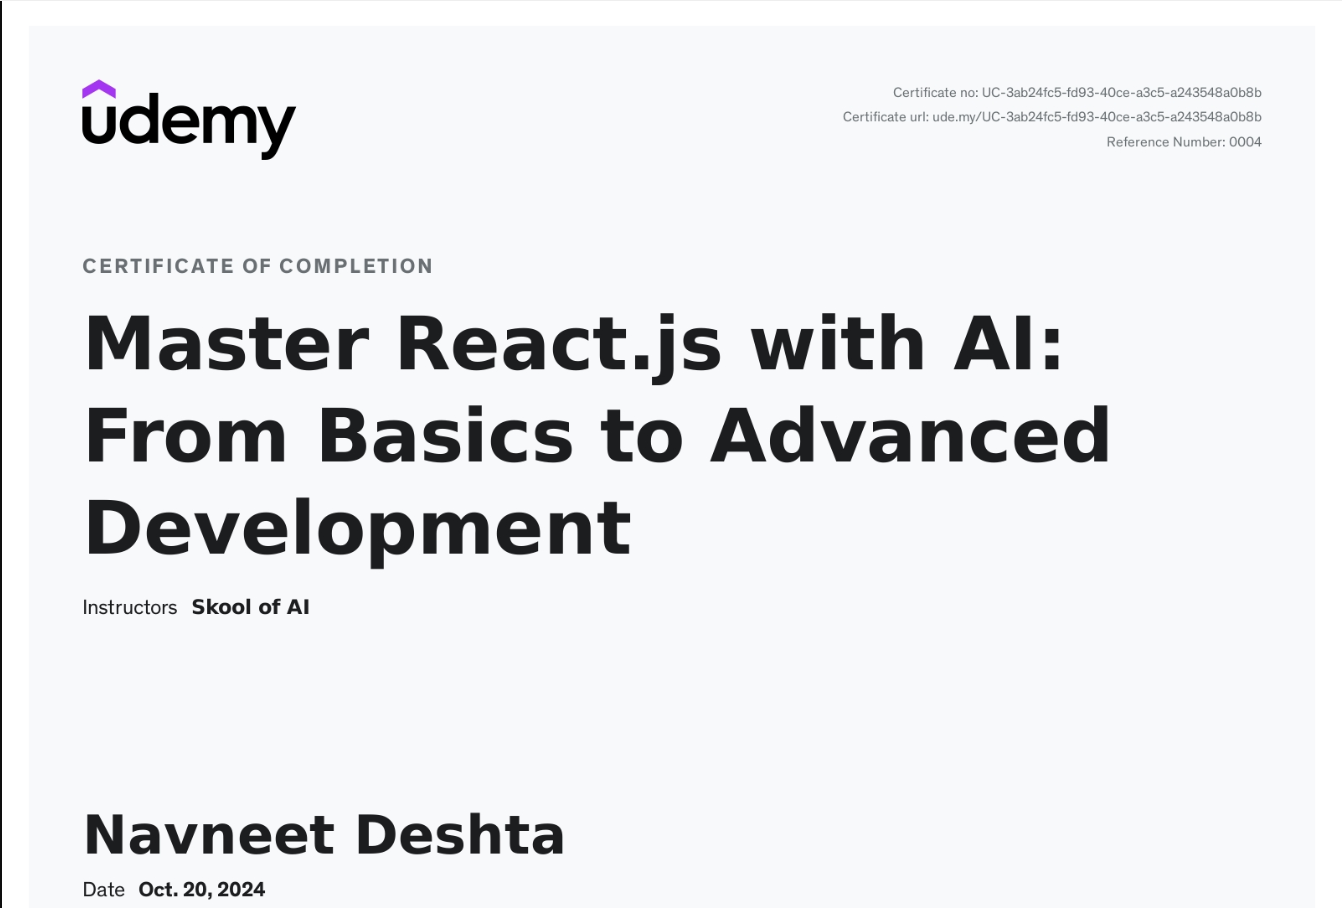 udemy
Certificate no: UC-3ab24fc5-fd93-40ce-a3c5-a243548a0b8b
Certificate url: ude.my/UC-3ab24fc5-fd93-40ce-a3c5-a243548a0b8b
Reference Number: 0004
CERTIFICATE OF COMPLETION
Master React.js with AI:
From Basics to Advanced
Development
Instructors Skool of AI
Navneet Deshta
Date Oct. 20, 2024